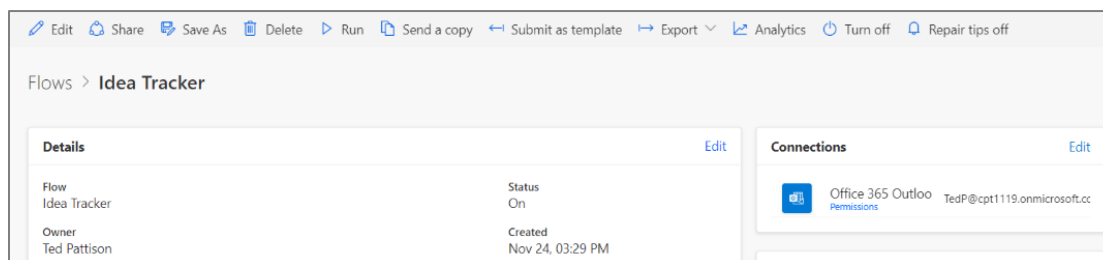 Edit Share Save As Delete Run Send a copy Submit as template Export Analytics Turn off Repair tips off
Flows > Idea Tracker
Details Edit
Connections Edit
Flow Status
Idea Tracker On
Owner Created
Ted Pattison Nov 24, 03:29 PM
Office 365 Outloo TedP@cpt1119.onmicrosoft.cc
Permissions